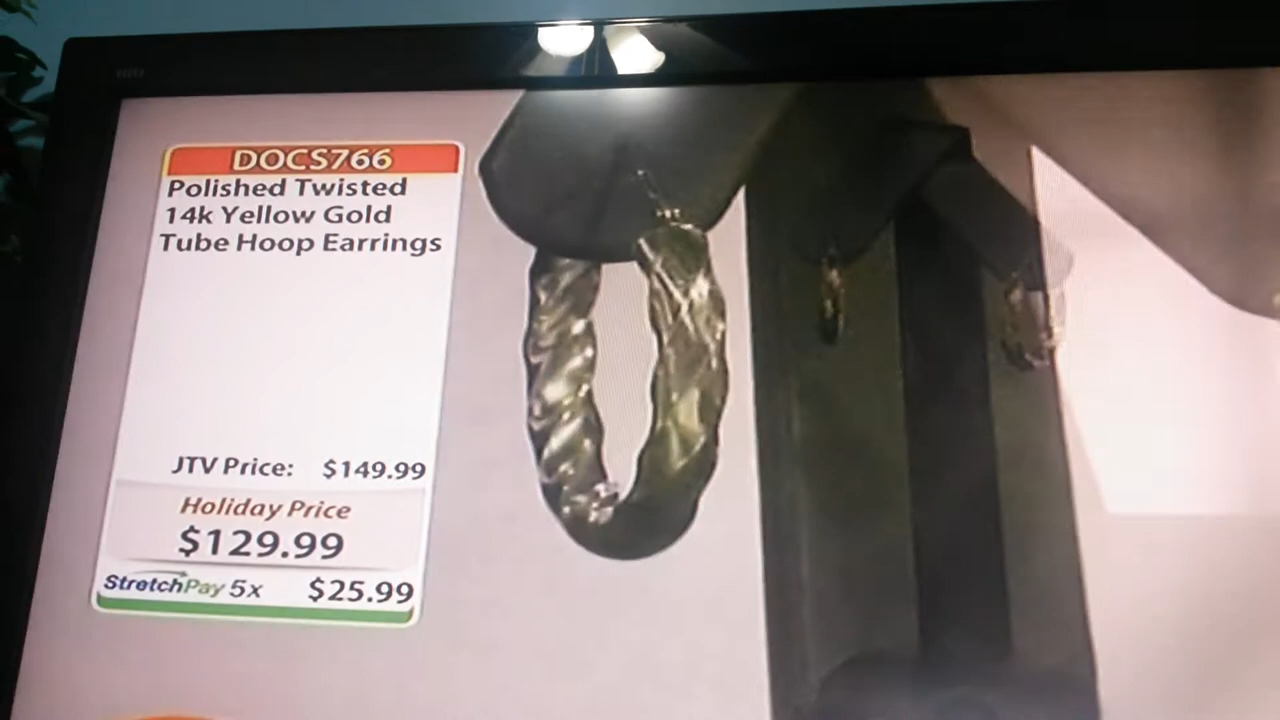 DOCS766
Polished Twisted
14k Yellow Gold
Tube Hoop Earrings
JTV Price: $149.99
Holiday Price
$129.99
StretchPay 5x $25.99